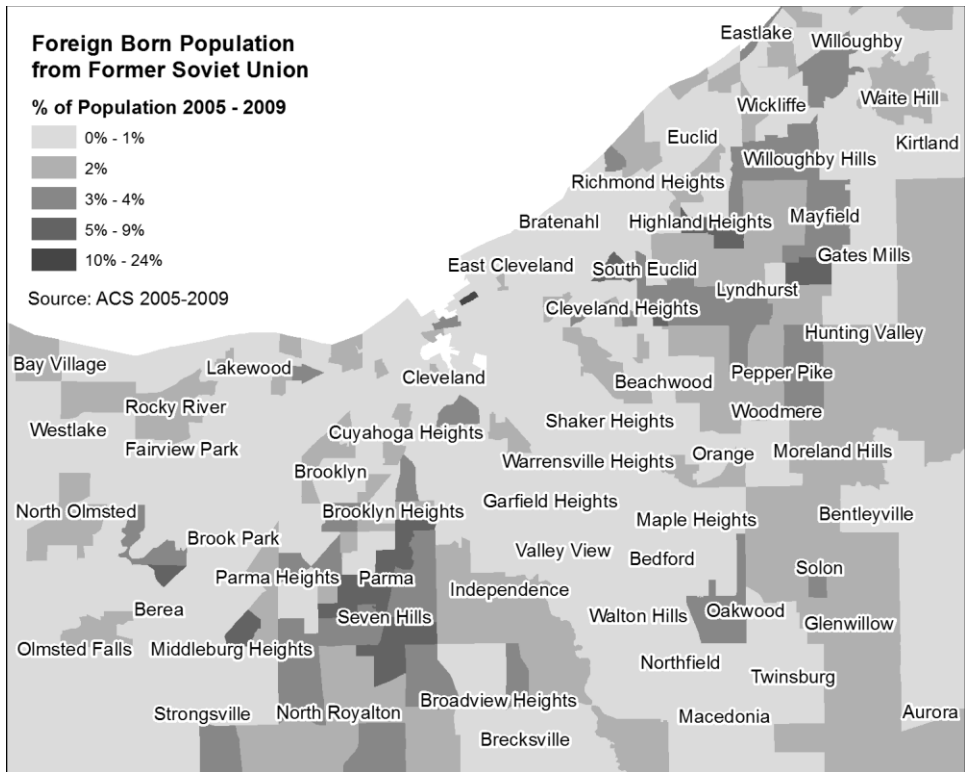 Foreign Born Population
from Former Soviet Union
% of Population 2005 - 2009
0% - 1%
2%
3% - 4%
5% - 9%
10% - 24%
Source: ACS 2005-2009
Eastlake
Willoughby
Wickliffe
Waite Hill
Euclid
Kirtland
Willoughby Hills
Richmond Heights
Bratenahl
Highland Heights
Mayfield
East Cleveland
South Euclid
Gates Mills
Lyndhurst
Cleveland Heights
Hunting Valley
Bay Village
Lakewood
Cleveland
Beachwood
Pepper Pike
Rocky River
Woodmere
Westlake
Cuyahoga Heights
Shaker Heights
Fairview Park
Brooklyn
Warrensville Heights
Orange
Moreland Hills
North Olmsted
Brooklyn Heights
Garfield Heights
Maple Heights
Bentleyville
Brook Park
Valley View
Bedford
Parma Heights
Parma
Independence
Solon
Berea
Seven Hills
Walton Hills
Oakwood
Glenwillow
Olmsted Falls
Middleburg Heights
Northfield
Twinsburg
Strongsville
North Royalton
Broadview Heights
Macedonia
Aurora
Brecksville